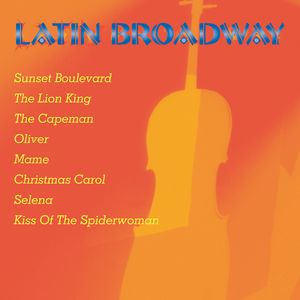 LATIN BROADWAY
Sunset Boulevard
The Lion King
The Capeman
Oliver
Mame
Christmas Carol
Selena
Kiss Of The Spiderwoman